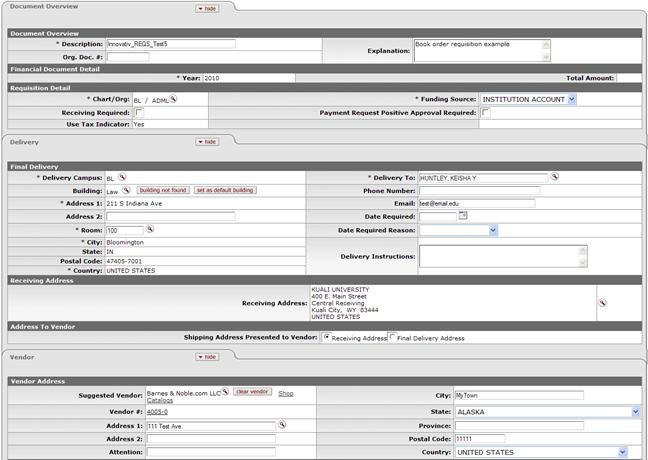 Document Overview hide
Document Overview
* Description: Innovativ_REQS_Test5
Explanation: Book order requisition example
Org. Doc. #:
Financial Document Detail
* Year: 2010 Total Amount:
Requisition Detail
* Chart/Org: BL / ADML * Funding Source: INSTITUTION ACCOUNT
Receiving Required: Payment Request Positive Approval Required:
Use Tax Indicator: Yes
Delivery hide
Final Delivery
* Delivery Campus: BL * Delivery To: HUNTLEY, KEISHA Y
Building: Law building not found set as default building Phone Number:
* Address 1: 211 S Indiana Ave Email: test@email.edu
Address 2: Date Required:
* Room: 100 Date Required Reason:
* City: Bloomington
State: IN
Delivery Instructions:
Postal Code: 47405-7001
* Country: UNITED STATES
Receiving Address
Receiving Address: KUALI UNIVERSITY
400 E. Main Street
Central Receiving
Kuali City, WY 83444
UNITED STATES
Address To Vendor
Shipping Address Presented to Vendor: Receiving Address Final Delivery Address
Vendor hide
Vendor Address
Suggested Vendor: Barnes & Noble.com LLC clear vendor Shop
Catalogs
City: MyTown
Vendor #: 4005-0 State: ALASKA
Address 1: 111 Test Ave. Province:
Address 2: Postal Code: 11111
Attention: Country: UNITED STATES